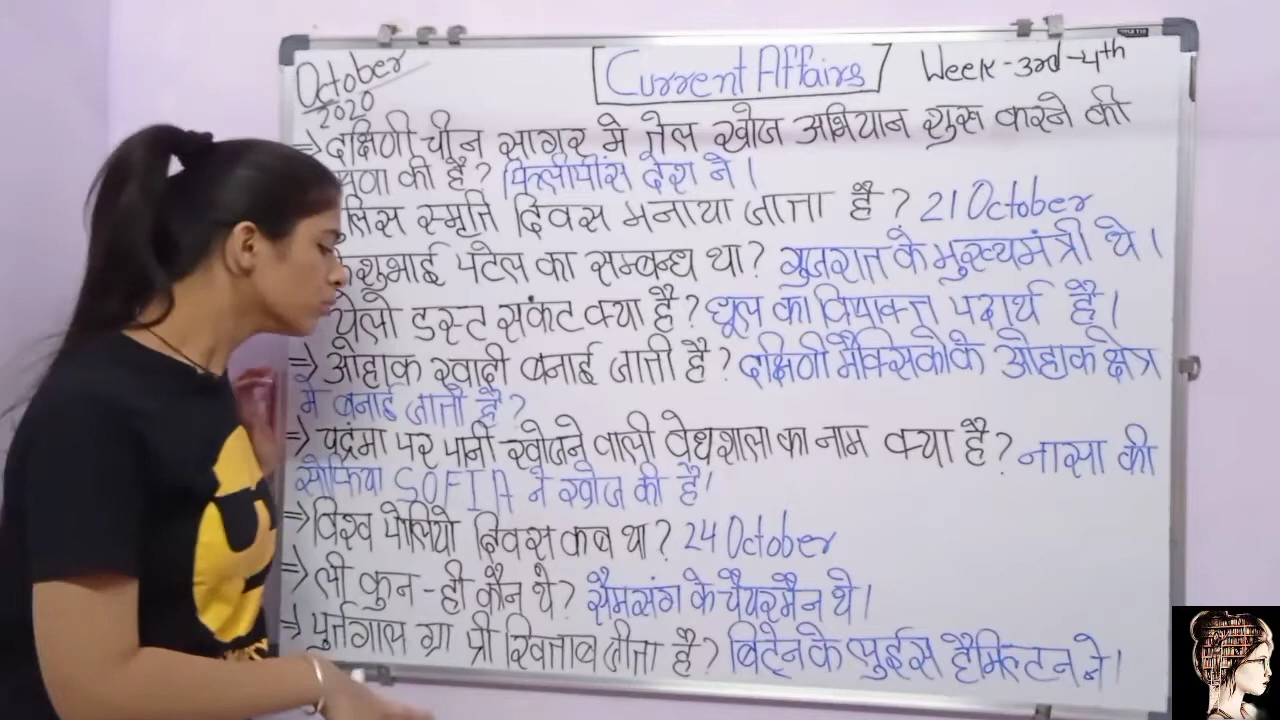 October
2020
Current Affairs
Week-3rd-4th
⇒दक्षिणी चीन सागर मे तेल खोज अभियान शुरू करने की
की है? फिलीपींस देश ने।
स्मृति दिवस मनाया जाता है? 21 October
पटेल का सम्बन्ध था? गुजरात के मुख्यमंत्री थे।
येलो डस्ट संकट क्या है? धूल का विषाक्त पदार्थ है।
⇒ओहाक खादी बनाई जाती है? दक्षिणी मैक्सिको के ओहाक क्षेत्र
मे बनाई जाती है?
⇒चद्रंमा पर पानी खोजने वाली वेधशाला का नाम क्या है? नासा की
सोफिया SOFIA ने खोज की है।
⇒विश्व पोलियो दिवस कब था? 24 October
⇒ली कुन-ही कौन थे? सैमसंग के चैयरमैन थे।
⇒पुर्तगाल ग्रा प्री खिताब जीता है? ब्रिटेन के लुईस हैमिल्टन ने।